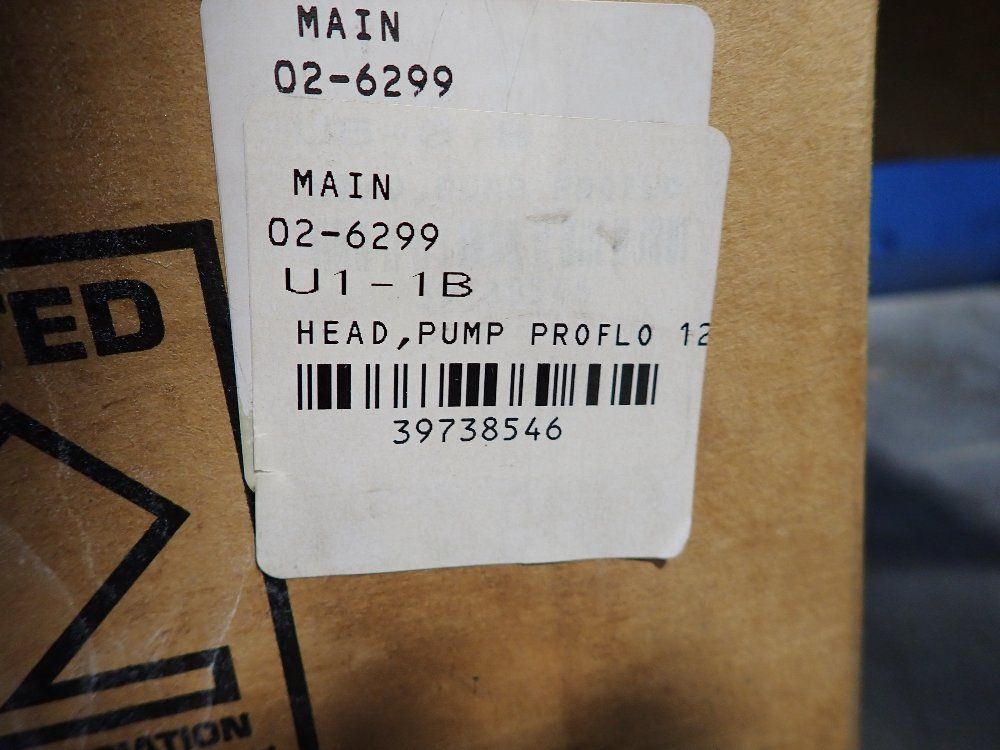 MAIN
02-6299
MAIN
02-6299
U1-1B
HEAD,PUMP PROFLO 12
39738546
TED